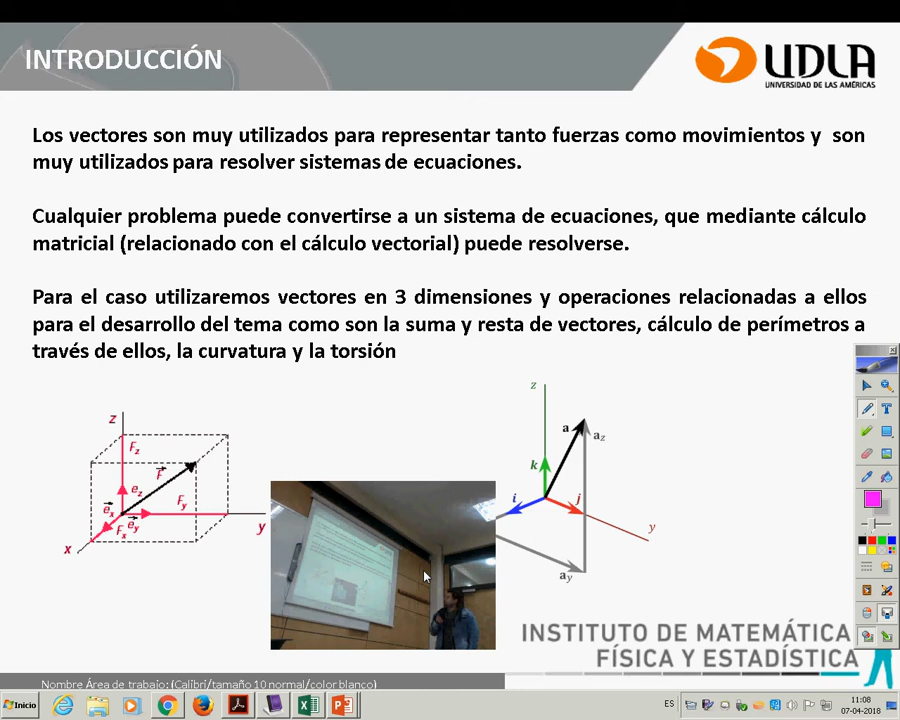 INTRODUCCIÓN
UDLA
UNIVERSIDAD DE LAS AMÉRICAS
Los vectores son muy utilizados para representar tanto fuerzas como movimientos y son
muy utilizados para resolver sistemas de ecuaciones.
Cualquier problema puede convertirse a un sistema de ecuaciones, que mediante cálculo
matricial (relacionado con el cálculo vectorial) puede resolverse.
Para el caso utilizaremos vectores en 3 dimensiones y operaciones relacionadas a ellos
para el desarrollo del tema como son la suma y resta de vectores, cálculo de perímetros a
través de ellos, la curvatura y la torsión
z
Fz
F
ez
Fy
ex
ey
Fx
y
x
z
a
az
k
i
j
y
ay
INSTITUTO DE MATEMÁTICA
FÍSICA Y ESTADÍSTICA
Nombre Área de trabajo: (Calibri/tamaño 10 normal/color blanco)
Inicio
ES
11:08
07-04-2018